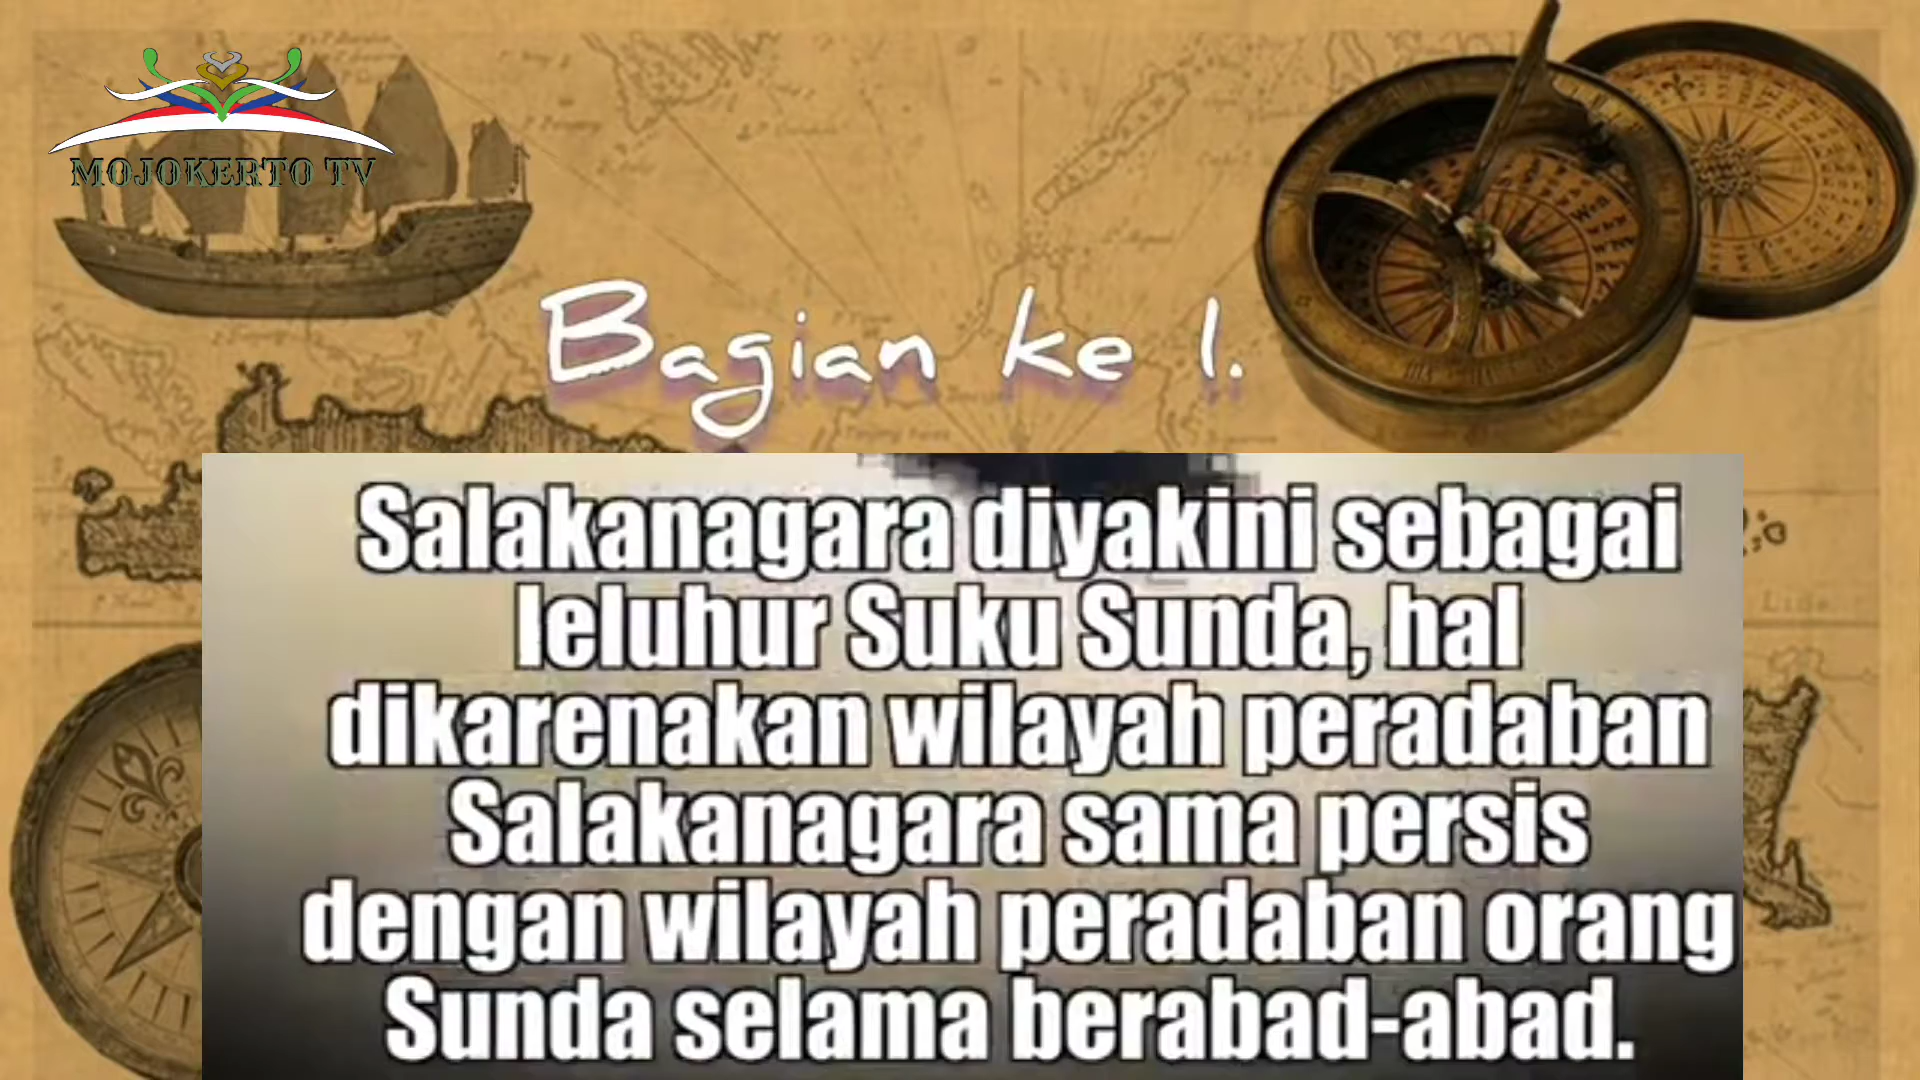 MOJOKERTO TV
Bagian ke 1.
Salakanagara diyakini sebagai
leluhur Suku Sunda, hal
dikarenakan wilayah peradaban
Salakanagara sama persis
dengan wilayah peradaban orang
Sunda selama berabad-abad.